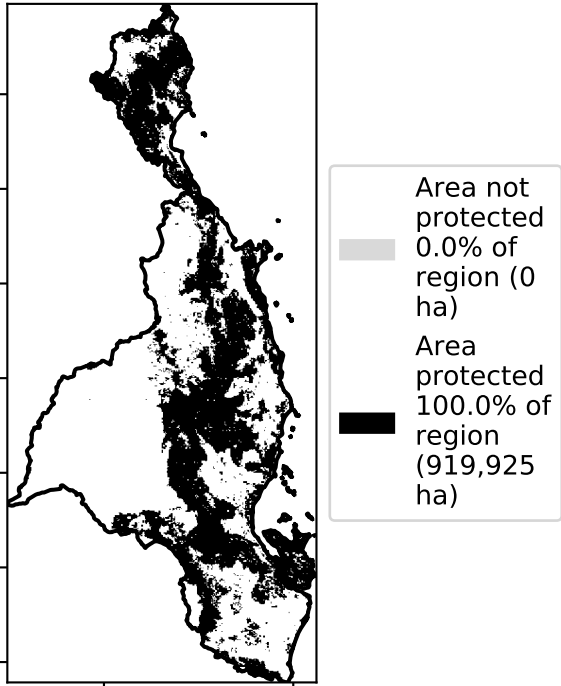 Area not
protected
0.0% of
region (0
ha)
Area
protected
100.0% of
region
(919,925
ha)